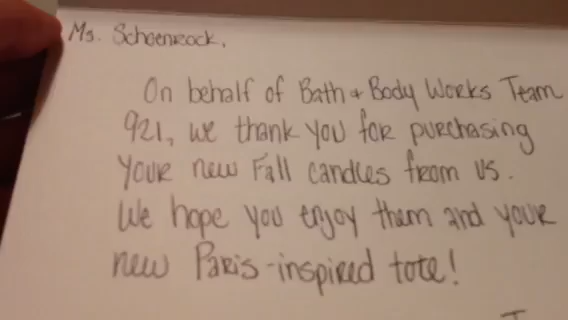 Ms. Schoenrock,
On behalf of Bath & Body Works Team
921, we thank you for purchasing
your new Fall candles from us.
We hope you enjoy them and your
new Paris-inspired tote!